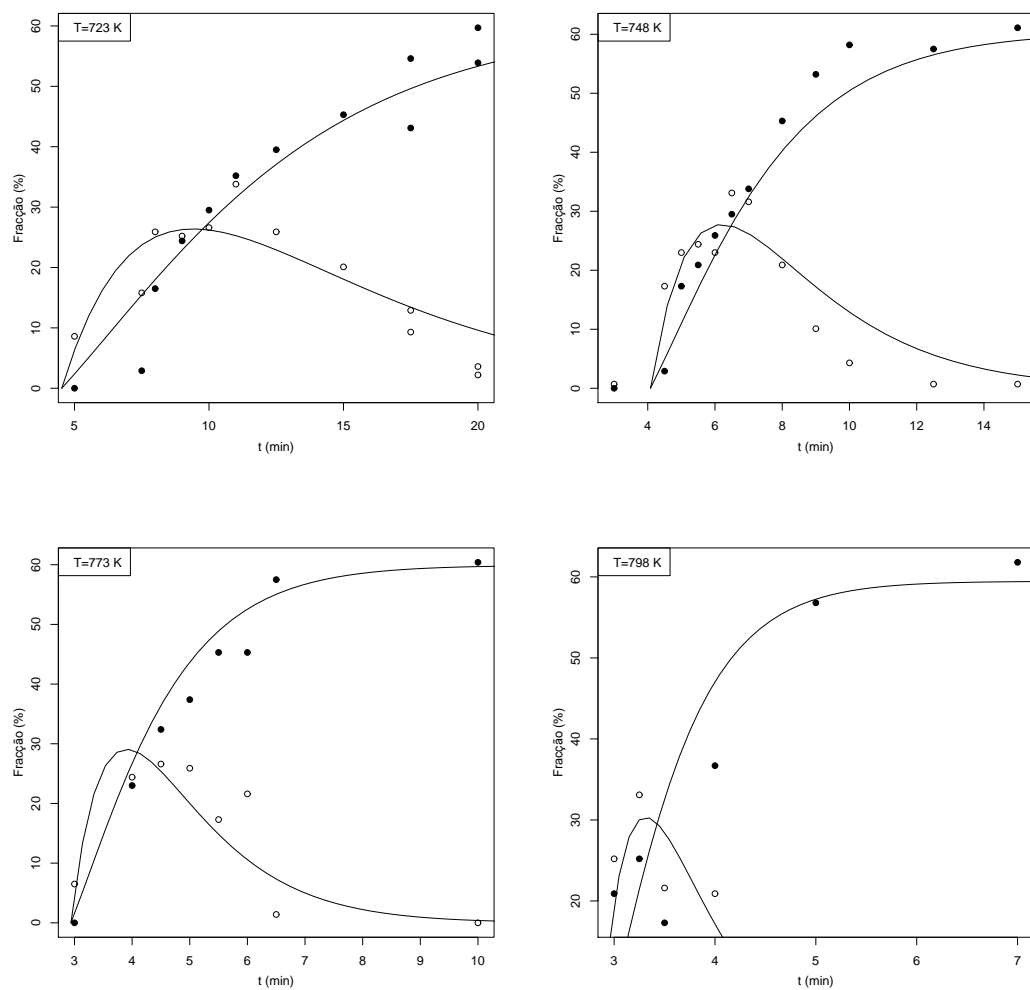 T=723 K
Fracção (%)
0 10 20 30 40 50 60
5 10 15 20
t (min)
T=748 K
Fracção (%)
0 10 20 30 40 50 60
4 6 8 10 12 14
t (min)
T=773 K
Fracção (%)
0 10 20 30 40 50 60
3 4 5 6 7 8 9 10
t (min)
T=798 K
Fracção (%)
20 30 40 50 60
3 4 5 6 7
t (min)